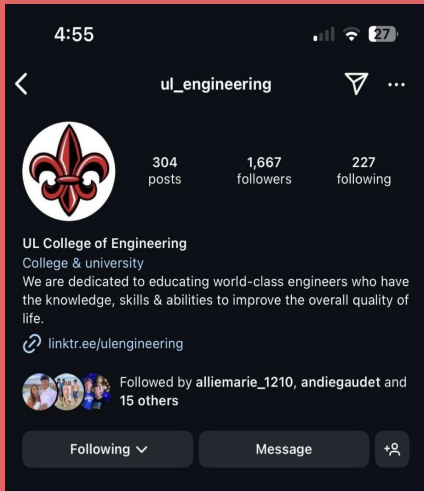 4:55
27
ul_engineering
304
posts
1,667
followers
227
following
UL College of Engineering
College & university
We are dedicated to educating world-class engineers who have
the knowledge, skills & abilities to improve the overall quality of
life.
linktr.ee/ulengineering
Followed by alliemarie_1210, andiegaudet and
15 others
Following
Message